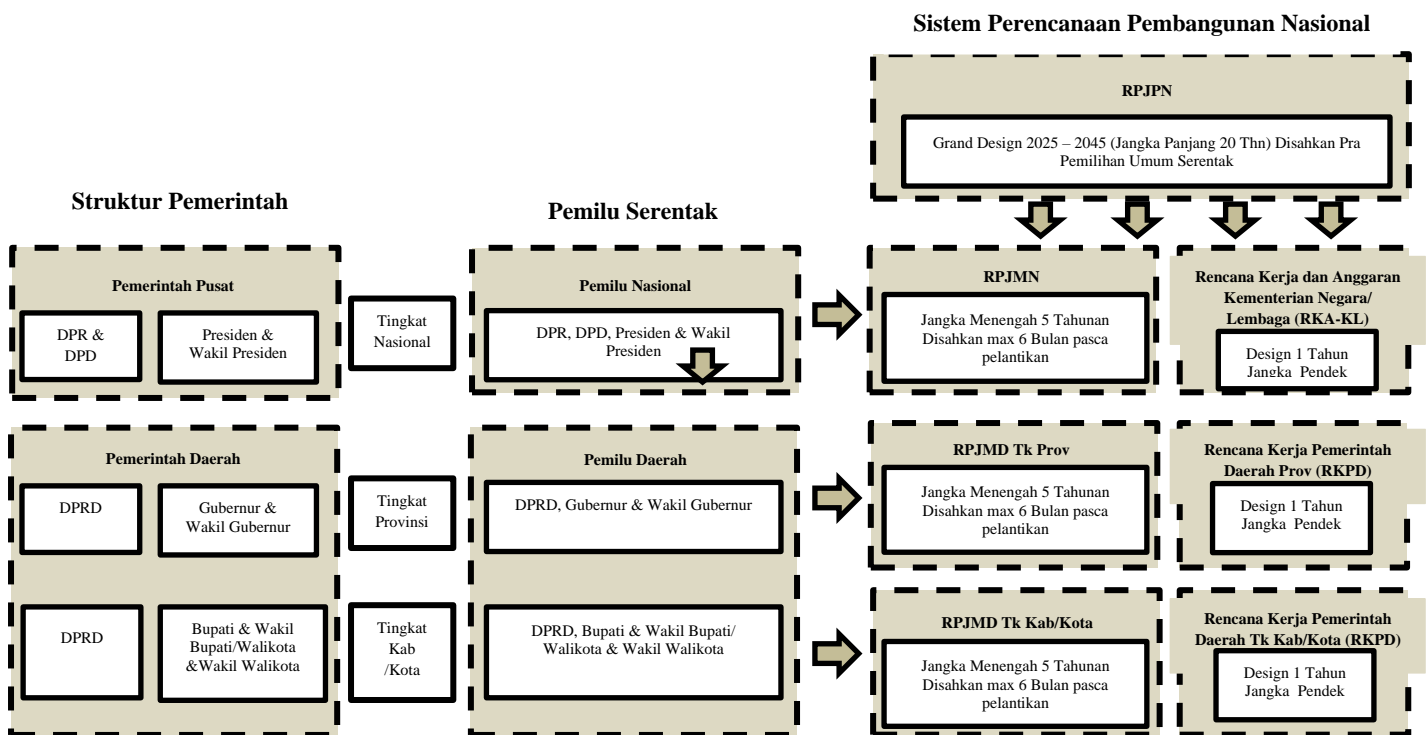 Sistem Perencanaan Pembangunan Nasional
RPJPN
Grand Design 2025 – 2045 (Jangka Panjang 20 Thn) Disahkan Pra
Pemilihan Umum Serentak
Struktur Pemerintah
Pemilu Serentak
Pemerintah Pusat
DPR &
DPD
Presiden &
Wakil Presiden
Tingkat
Nasional
Pemilu Nasional
DPR, DPD, Presiden & Wakil
Presiden
RPJMN
Jangka Menengah 5 Tahunan
Disahkan max 6 Bulan pasca
pelantikan
Rencana Kerja dan Anggaran
Kementerian Negara/
Lembaga (RKA-KL)
Design 1 Tahun
Jangka Pendek
Pemerintah Daerah
DPRD
Gubernur &
Wakil Gubernur
Tingkat
Provinsi
Pemilu Daerah
DPRD, Gubernur & Wakil Gubernur
RPJMD Tk Prov
Jangka Menengah 5 Tahunan
Disahkan max 6 Bulan pasca
pelantikan
Rencana Kerja Pemerintah
Daerah Prov (RKPD)
Design 1 Tahun
Jangka Pendek
DPRD
Bupati & Wakil
Bupati/Walikota
&Wakil Walikota
Tingkat
Kab
/Kota
DPRD, Bupati & Wakil Bupati/
Walikota & Wakil Walikota
RPJMD Tk Kab/Kota
Jangka Menengah 5 Tahunan
Disahkan max 6 Bulan pasca
pelantikan
Rencana Kerja Pemerintah
Daerah Tk Kab/Kota (RKPD)
Design 1 Tahun
Jangka Pendek